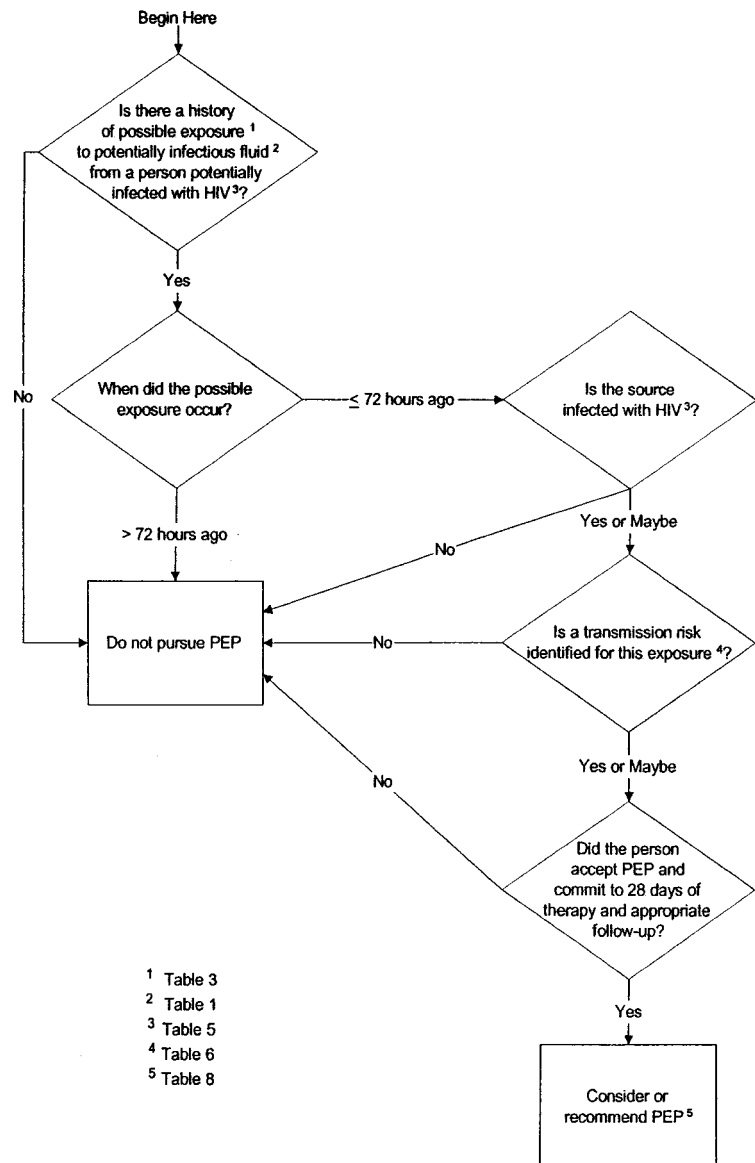 Begin Here
Is there a history
of possible exposure ¹
to potentially infectious fluid ²
from a person potentially
infected with HIV ³?
Yes
No
When did the possible
exposure occur?
≤ 72 hours ago
Is the source
infected with HIV ³?
> 72 hours ago
No
Yes or Maybe
Do not pursue PEP
No
Is a transmission risk
identified for this exposure ⁴?
No
Yes or Maybe
Did the person
accept PEP and
commit to 28 days of
therapy and appropriate
follow-up?
Yes
Consider or
recommend PEP ⁵
¹ Table 3
² Table 1
³ Table 5
⁴ Table 6
⁵ Table 8